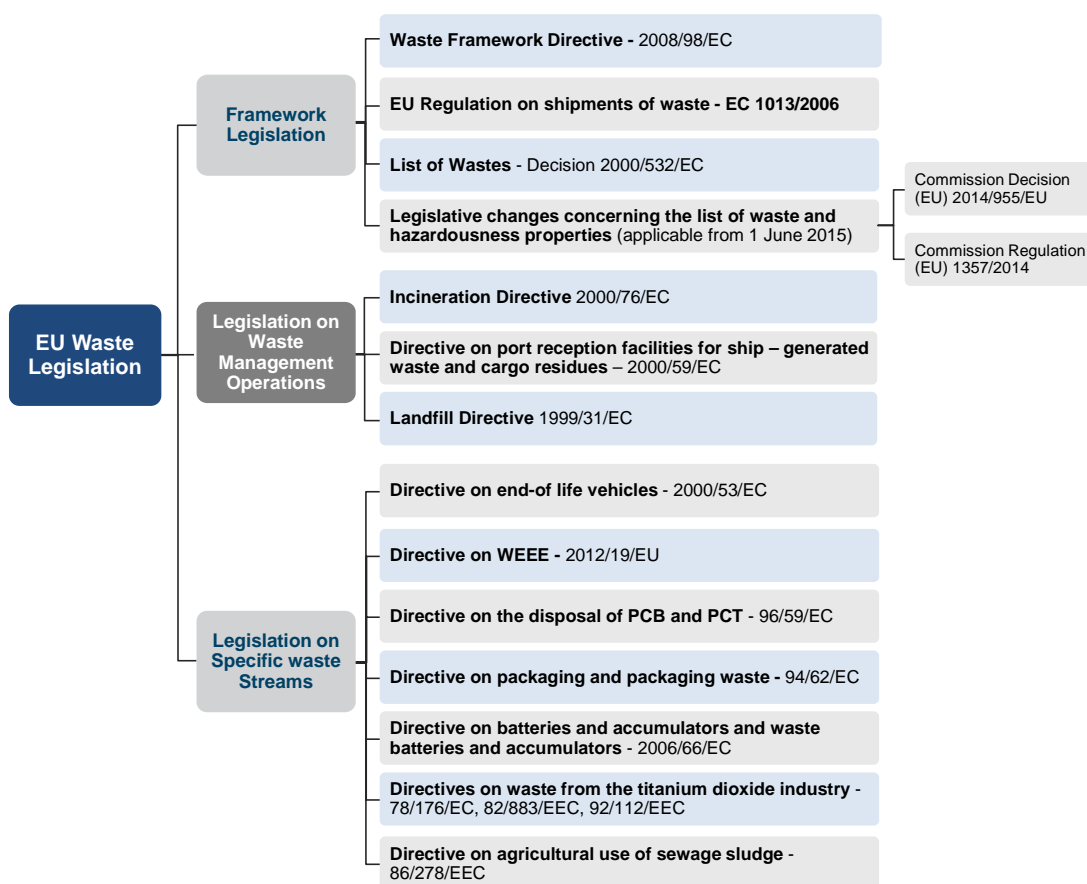 EU Waste
Legislation
Framework
Legislation
Waste Framework Directive - 2008/98/EC
EU Regulation on shipments of waste - EC 1013/2006
List of Wastes - Decision 2000/532/EC
Legislative changes concerning the list of waste and
hazardousness properties (applicable from 1 June 2015)
Commission Decision
(EU) 2014/955/EU
Commission Regulation
(EU) 1357/2014
Legislation on
Waste
Management
Operations
Incineration Directive 2000/76/EC
Directive on port reception facilities for ship – generated
waste and cargo residues – 2000/59/EC
Landfill Directive 1999/31/EC
Legislation on
Specific waste
Streams
Directive on end-of life vehicles - 2000/53/EC
Directive on WEEE - 2012/19/EU
Directive on the disposal of PCB and PCT - 96/59/EC
Directive on packaging and packaging waste - 94/62/EC
Directive on batteries and accumulators and waste
batteries and accumulators - 2006/66/EC
Directives on waste from the titanium dioxide industry -
78/176/EC, 82/883/EEC, 92/112/EEC
Directive on agricultural use of sewage sludge -
86/278/EEC